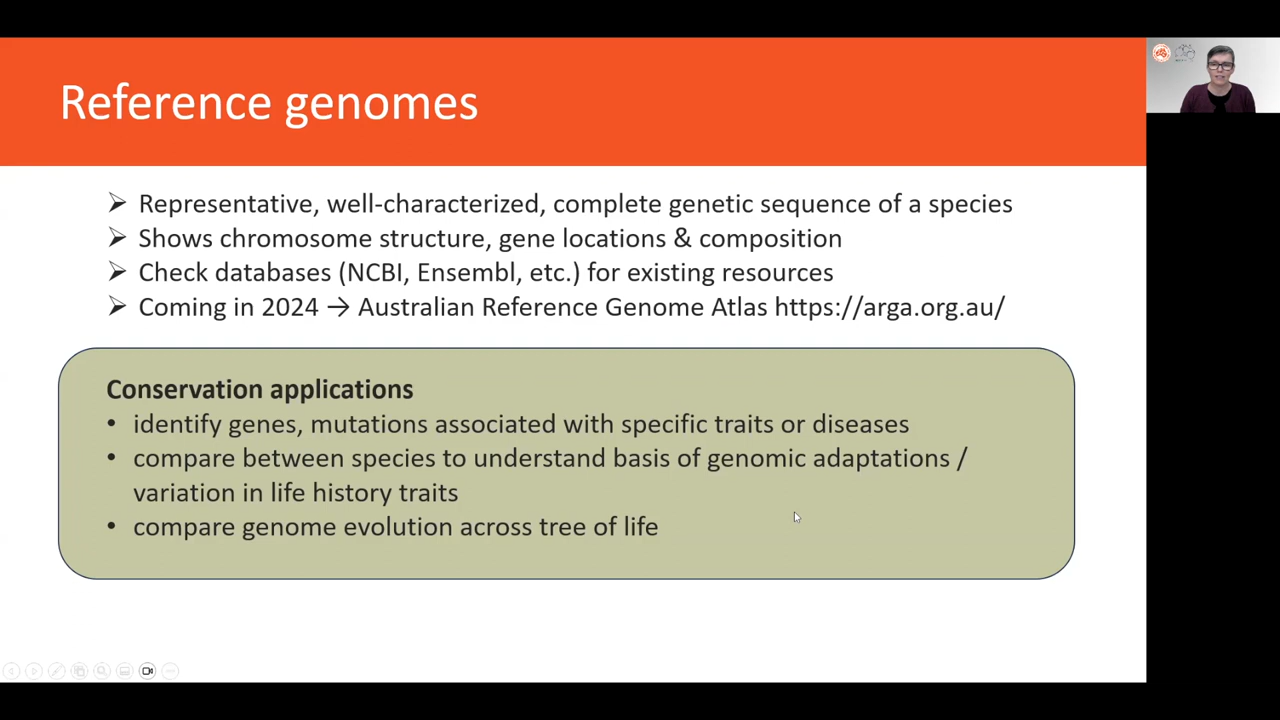 Reference genomes
➢ Representative, well-characterized, complete genetic sequence of a species
➢ Shows chromosome structure, gene locations & composition
➢ Check databases (NCBI, Ensembl, etc.) for existing resources
➢ Coming in 2024 → Australian Reference Genome Atlas https://arga.org.au/
Conservation applications
• identify genes, mutations associated with specific traits or diseases
• compare between species to understand basis of genomic adaptations /
variation in life history traits
• compare genome evolution across tree of life